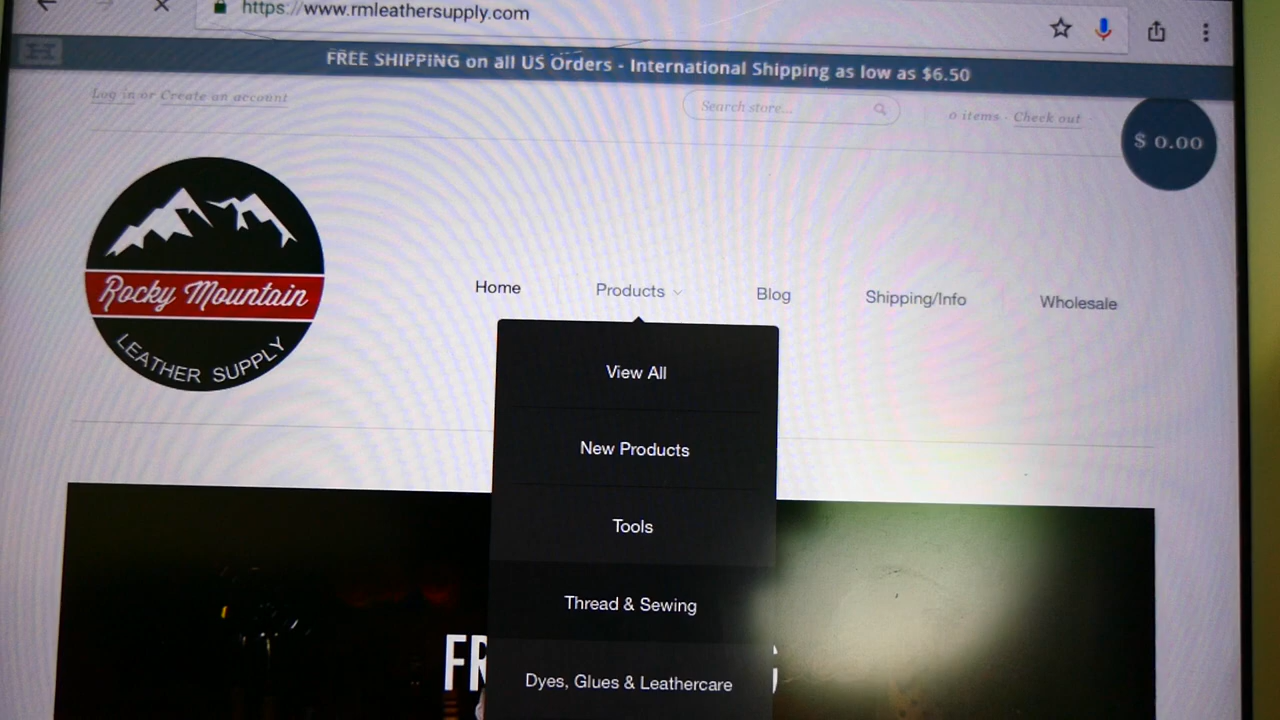 https://www.rmleathersupply.com
FREE SHIPPING on all US Orders - International Shipping as low as $6.50
Log in or Create an account
Search store...
0 items · Check out
$ 0.00
Rocky Mountain
LEATHER SUPPLY
Home
Products
Blog
Shipping/Info
Wholesale
View All
New Products
Tools
Thread & Sewing
Dyes, Glues & Leathercare